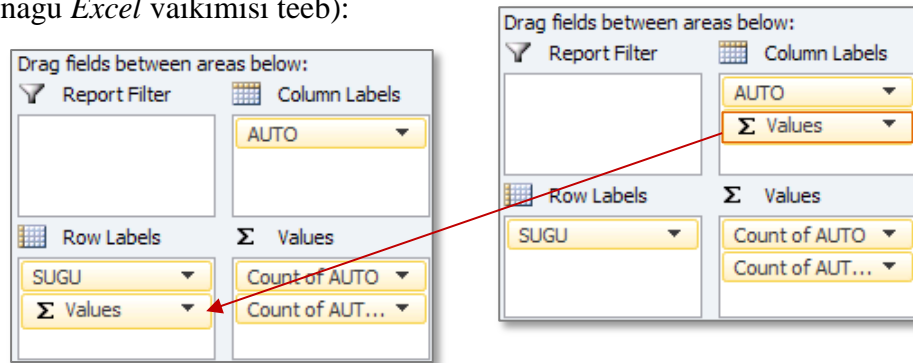 nagu Excel vaikimisi teeb):
Drag fields between areas below:
Report Filter
Column Labels
AUTO
Row Labels
Σ Values
SUGU
Σ Values
Count of AUTO
Count of AUT...
Drag fields between areas below:
Report Filter
Column Labels
AUTO
Σ Values
Row Labels
Σ Values
SUGU
Count of AUTO
Count of AUT...